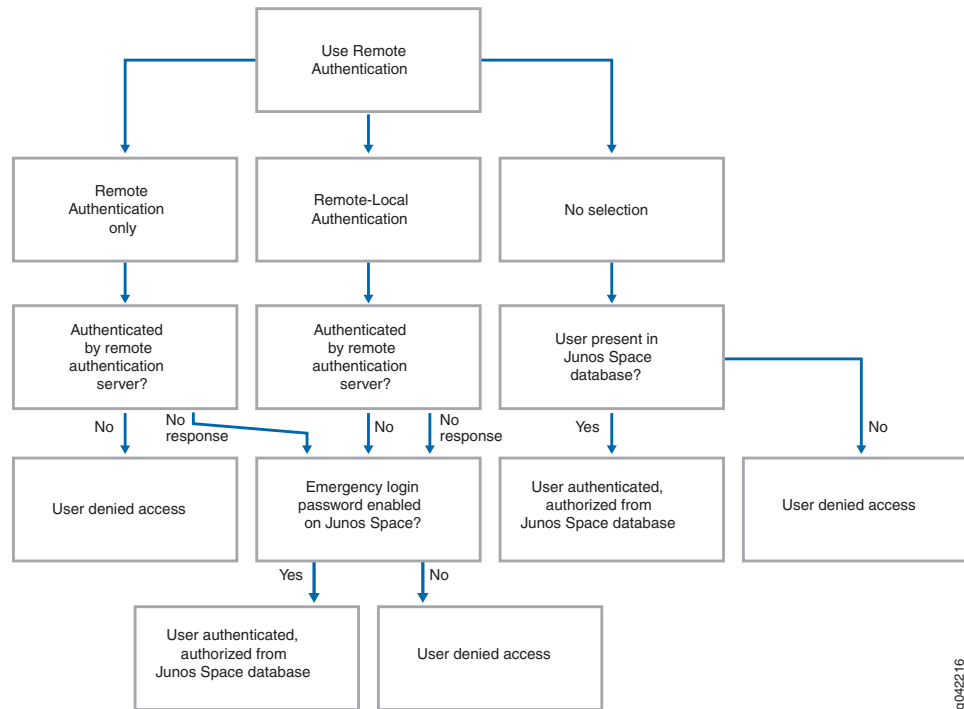 Use Remote
Authentication
Remote
Authentication
only
Remote-Local
Authentication
No selection
Authenticated
by remote
authentication
server?
Authenticated
by remote
authentication
server?
User present in
Junos Space
database?
No
No
response
No
No
response
Yes
No
User denied access
Emergency login
password enabled
on Junos Space?
User authenticated,
authorized from
Junos Space database
User denied access
Yes
No
User authenticated,
authorized from
Junos Space database
User denied access
g042216